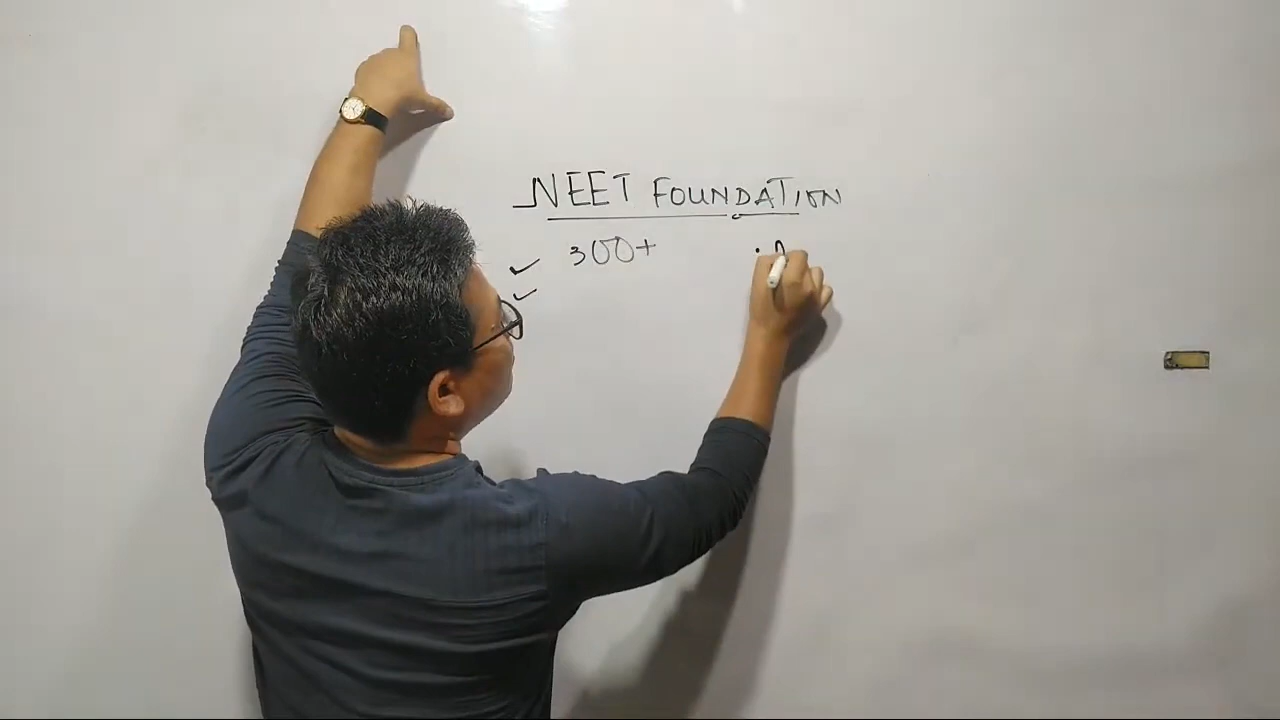 NEET FOUNDATION
✓ 300+
✓